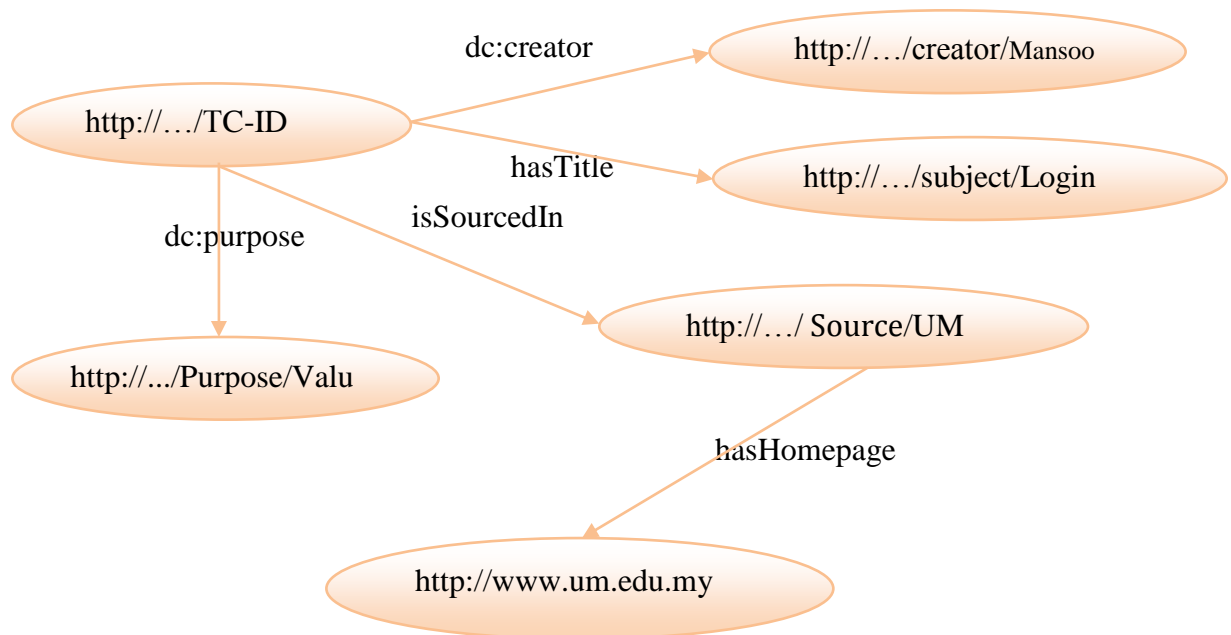 dc:creator
http://…/creator/Mansoo
http://…/TC-ID
hasTitle
http://…/subject/Login
isSourcedIn
dc:purpose
http://…/ Source/UM
http://.../Purpose/Valu
hasHomepage
http://www.um.edu.my